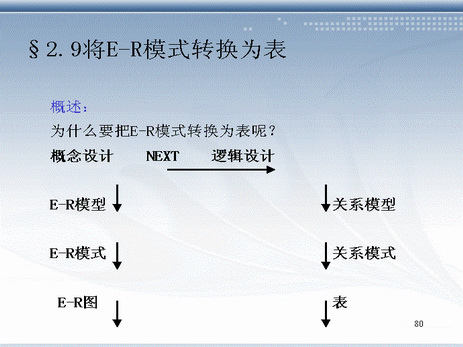 §2.9将E-R模式转换为表
概述：
为什么要把E-R模式转换为表呢？
概念设计 NEXT 逻辑设计
E-R模型 关系模型
E-R模式 关系模式
E-R图 表
80